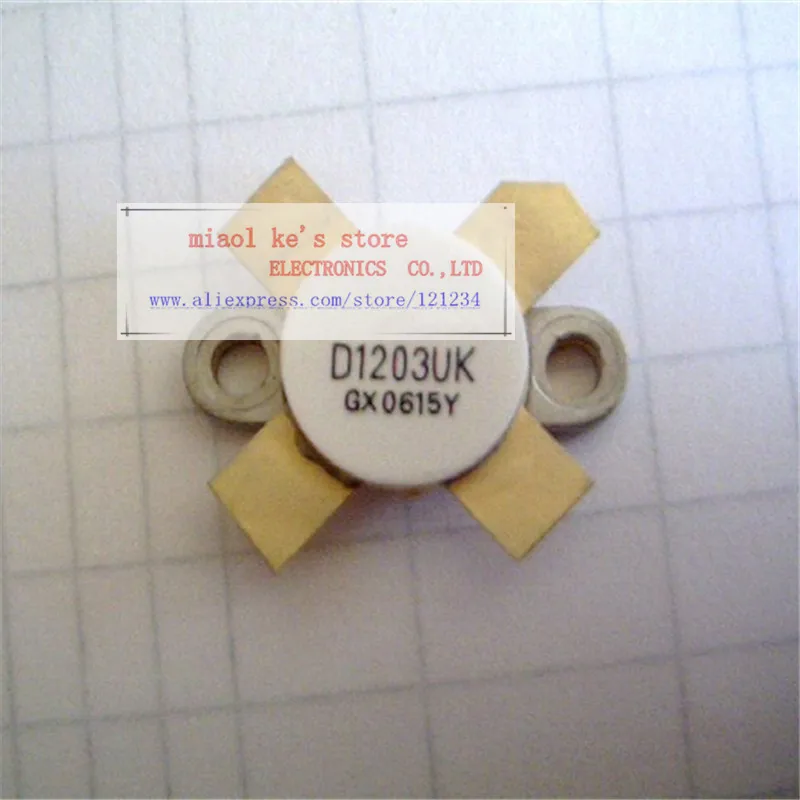 miaol ke's store
ELECTRONICS CO.,LTD
www.aliexpress.com/store/121234
D1203UK
GX0615Y